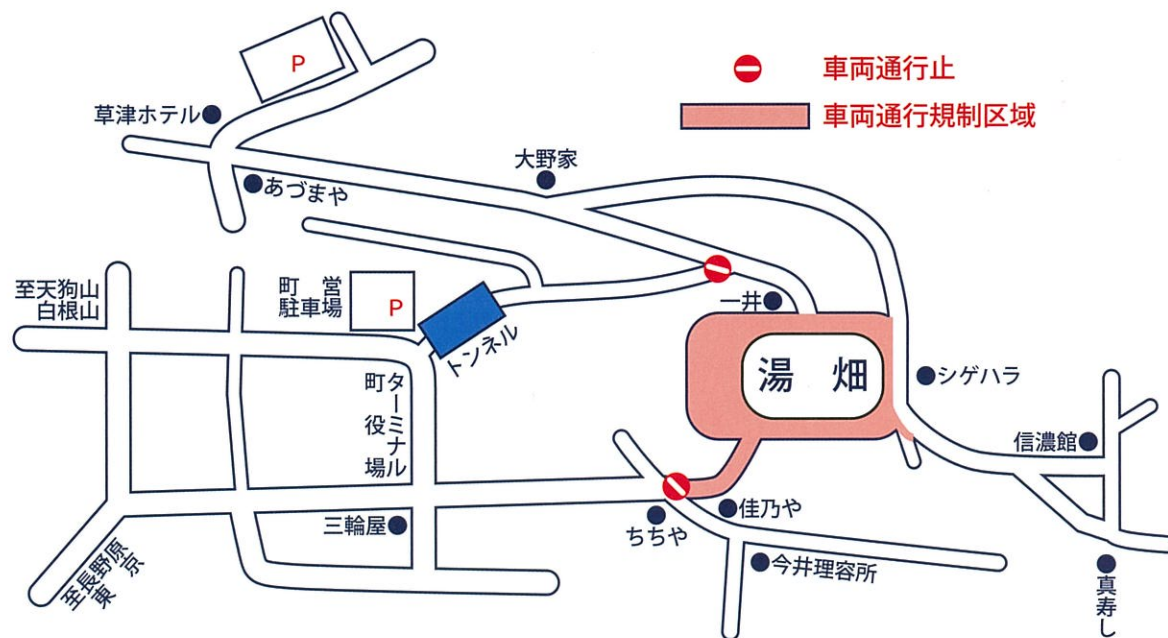 P
車両通行止
車両通行規制区域
草津ホテル
大野家
あづまや
至天狗山
白根山
町　営
駐車場
P
トンネル
一井
湯　畑
シゲハラ
ターミナル
町役場
信濃館
三輪屋
ちちや
佳乃や
今井理容所
至長野原
東京
真寿し